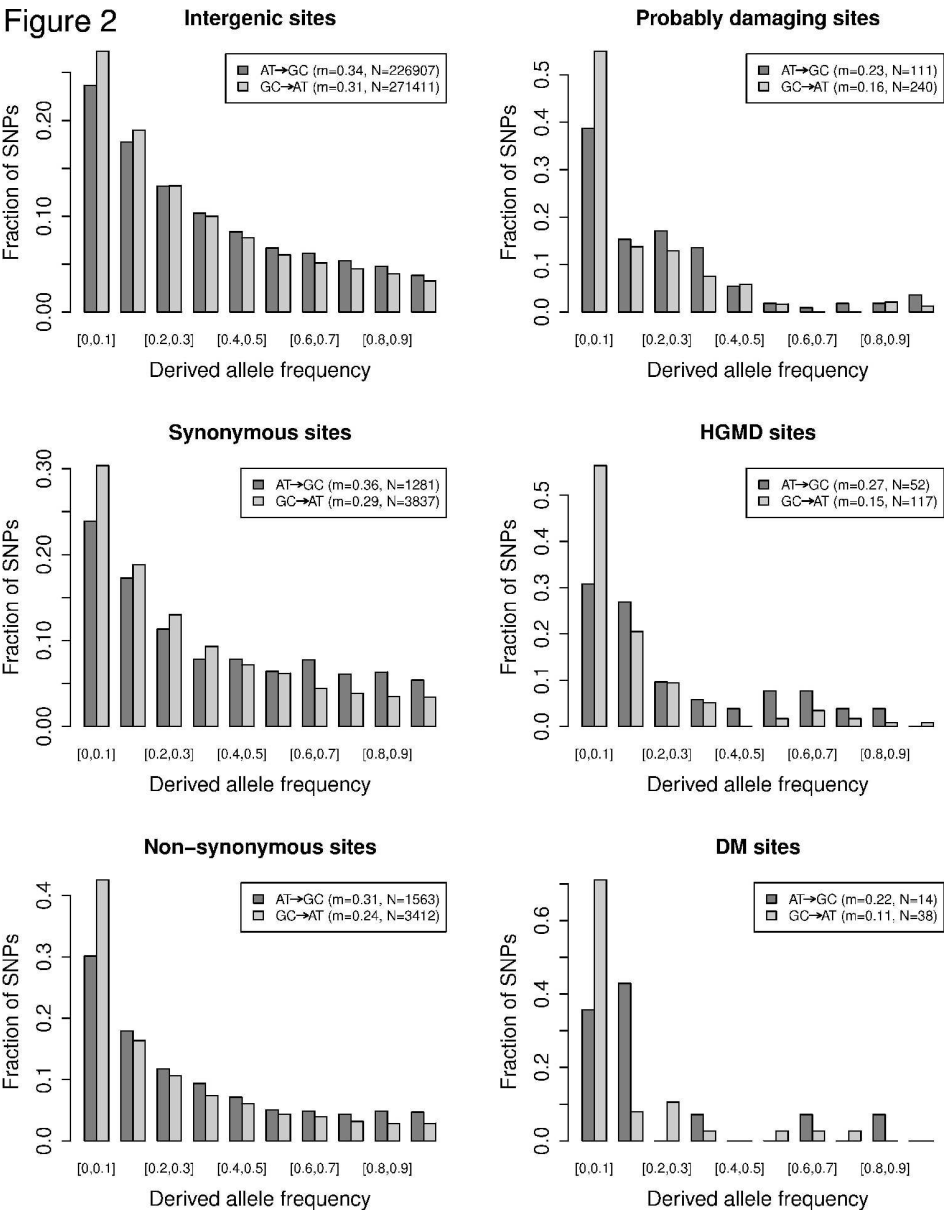 Figure 2
Intergenic sites
Fraction of SNPs
0.00 0.10 0.20
AT→GC (m=0.34, N=226907)
GC→AT (m=0.31, N=271411)
[0,0.1] [0.2,0.3] [0.4,0.5] [0.6,0.7] [0.8,0.9]
Derived allele frequency
Probably damaging sites
Fraction of SNPs
0.0 0.1 0.2 0.3 0.4 0.5
AT→GC (m=0.23, N=111)
GC→AT (m=0.16, N=240)
[0,0.1] [0.2,0.3] [0.4,0.5] [0.6,0.7] [0.8,0.9]
Derived allele frequency
Synonymous sites
Fraction of SNPs
0.00 0.10 0.20 0.30
AT→GC (m=0.36, N=1281)
GC→AT (m=0.29, N=3837)
[0,0.1] [0.2,0.3] [0.4,0.5] [0.6,0.7] [0.8,0.9]
Derived allele frequency
HGMD sites
Fraction of SNPs
0.0 0.1 0.2 0.3 0.4 0.5
AT→GC (m=0.27, N=52)
GC→AT (m=0.15, N=117)
[0,0.1] [0.2,0.3] [0.4,0.5] [0.6,0.7] [0.8,0.9]
Derived allele frequency
Non−synonymous sites
Fraction of SNPs
0.0 0.1 0.2 0.3 0.4
AT→GC (m=0.31, N=1563)
GC→AT (m=0.24, N=3412)
[0,0.1] [0.2,0.3] [0.4,0.5] [0.6,0.7] [0.8,0.9]
Derived allele frequency
DM sites
Fraction of SNPs
0.0 0.2 0.4 0.6
AT→GC (m=0.22, N=14)
GC→AT (m=0.11, N=38)
[0,0.1] [0.2,0.3] [0.4,0.5] [0.6,0.7] [0.8,0.9]
Derived allele frequency